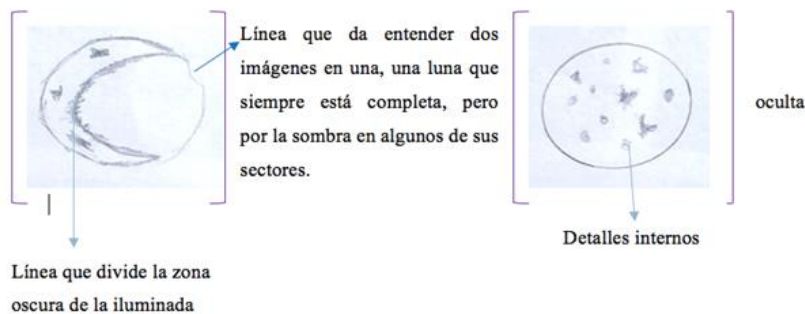 Línea que da entender dos
imágenes en una, una luna que
siempre está completa, pero
por la sombra en algunos de sus
sectores.
oculta
Detalles internos
Línea que divide la zona
oscura de la iluminada